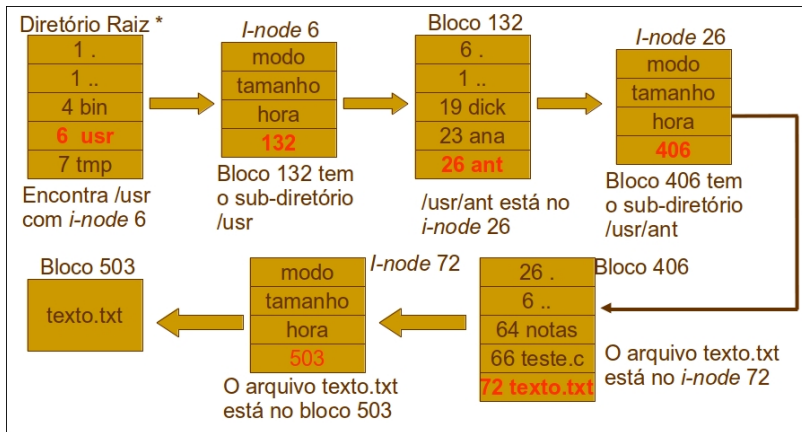 Diretório Raiz *
1 .
1 ..
4 bin
6 usr
7 tmp
Encontra /usr
com i-node 6
I-node 6
modo
tamanho
hora
132
Bloco 132 tem
o sub-diretório
/usr
Bloco 132
6 .
1 ..
19 dick
23 ana
26 ant
/usr/ant está no
i-node 26
I-node 26
modo
tamanho
hora
406
Bloco 406 tem
o sub-diretório
/usr/ant
Bloco 406
26 .
6 ..
64 notas
66 teste.c
72 texto.txt
O arquivo texto.txt
está no i-node 72
I-node 72
modo
tamanho
hora
503
O arquivo texto.txt
está no bloco 503
Bloco 503
texto.txt